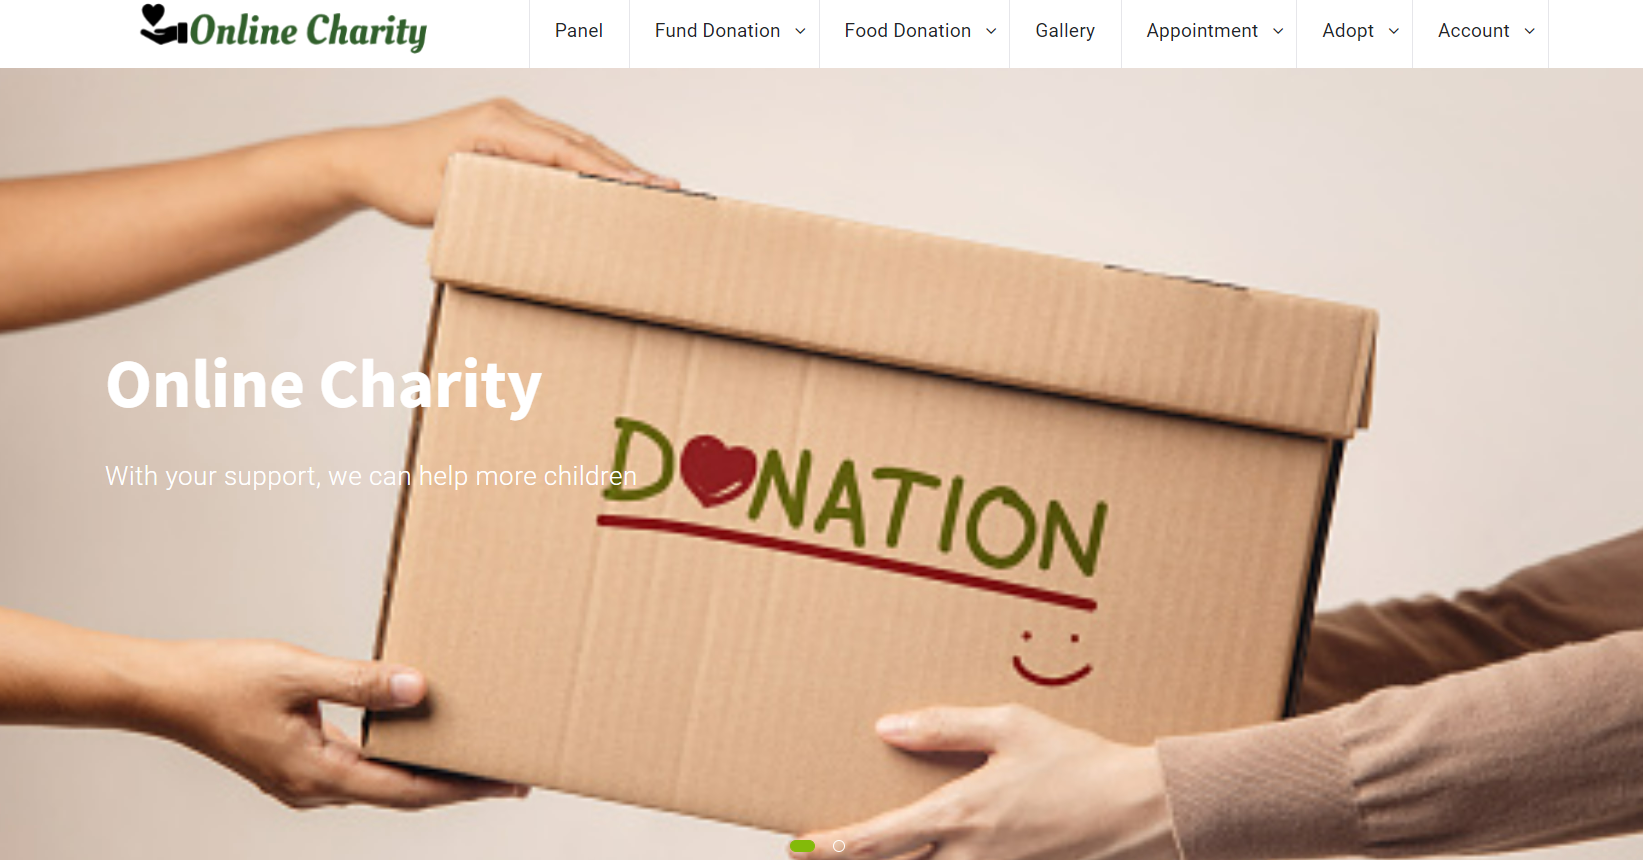 Online Charity
Panel
Fund Donation
Food Donation
Gallery
Appointment
Adopt
Account
Online Charity
With your support, we can help more children
DONATION